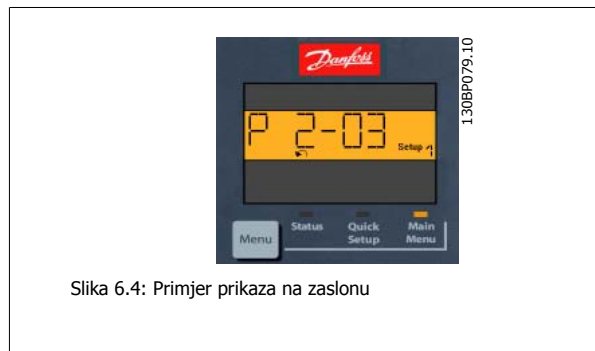 Danfoss
130BP079.10
P 2-03
Setup 1
Status Quick Setup Main Menu
Menu
Slika 6.4: Primjer prikaza na zaslonu